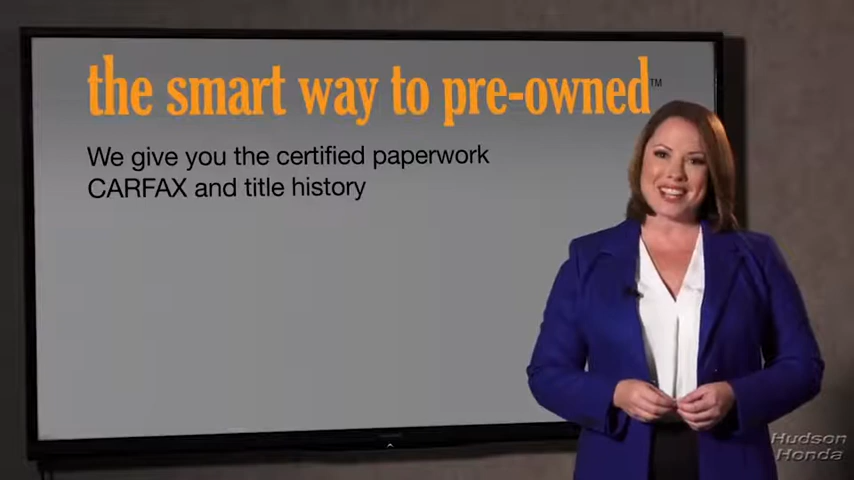 the smart way to pre-owned™
We give you the certified paperwork
CARFAX and title history
Hudson
Honda